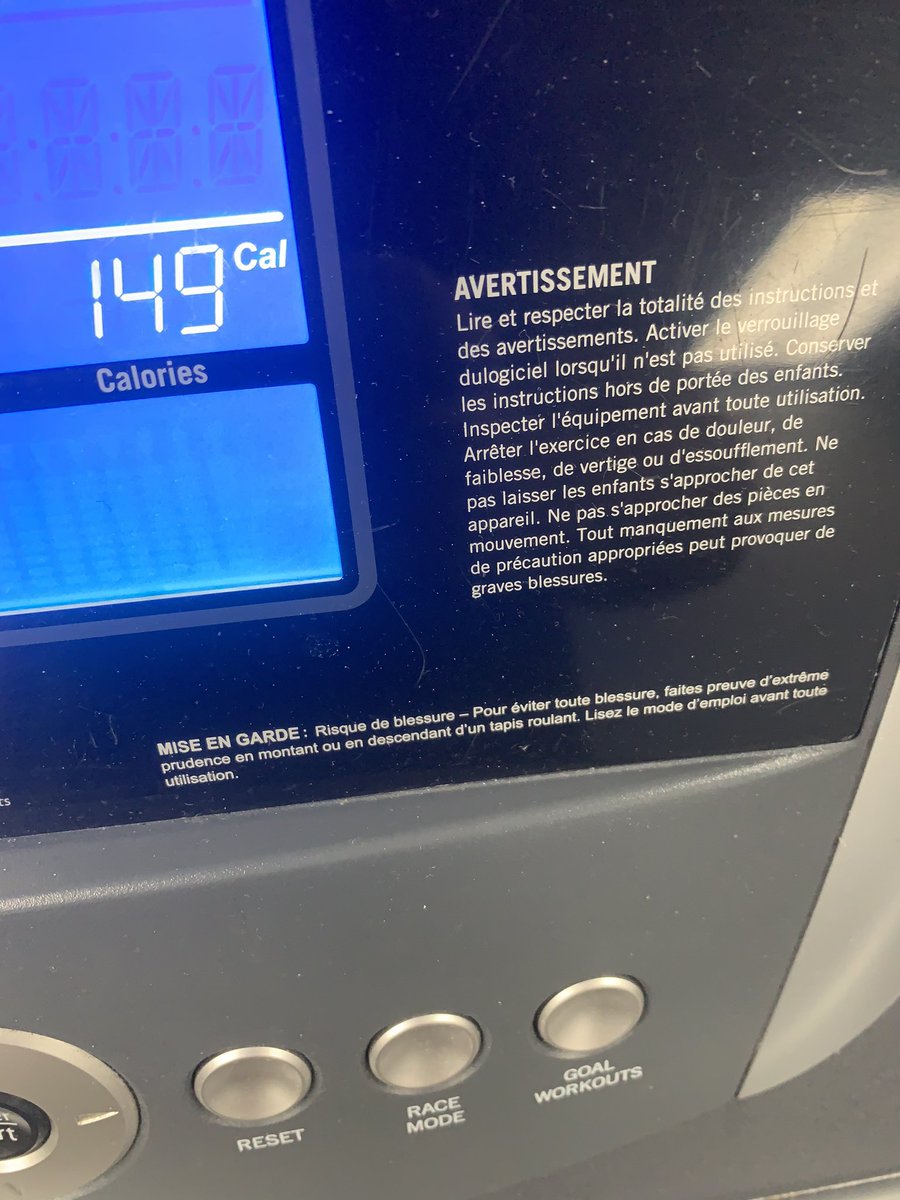 149 Cal
Calories
AVERTISSEMENT
Lire et respecter la totalité des instructions et
des avertissements. Activer le verrouillage
dulogiciel lorsqu'il n'est pas utilisé. Conserver
les instructions hors de portée des enfants.
Inspecter l'équipement avant toute utilisation.
Arrêter l'exercice en cas de douleur, de
faiblesse, de vertige ou d'essoufflement. Ne
pas laisser les enfants s'approcher de cet
appareil. Ne pas s'approcher des pièces en
mouvement. Tout manquement aux mesures
de précaution appropriées peut provoquer de
graves blessures.
MISE EN GARDE : Risque de blessure – Pour éviter toute blessure, faites preuve d'extrême
prudence en montant ou en descendant d'un tapis roulant. Lisez le mode d'emploi avant toute
utilisation.
RESET
RACE
MODE
GOAL
WORKOUTS